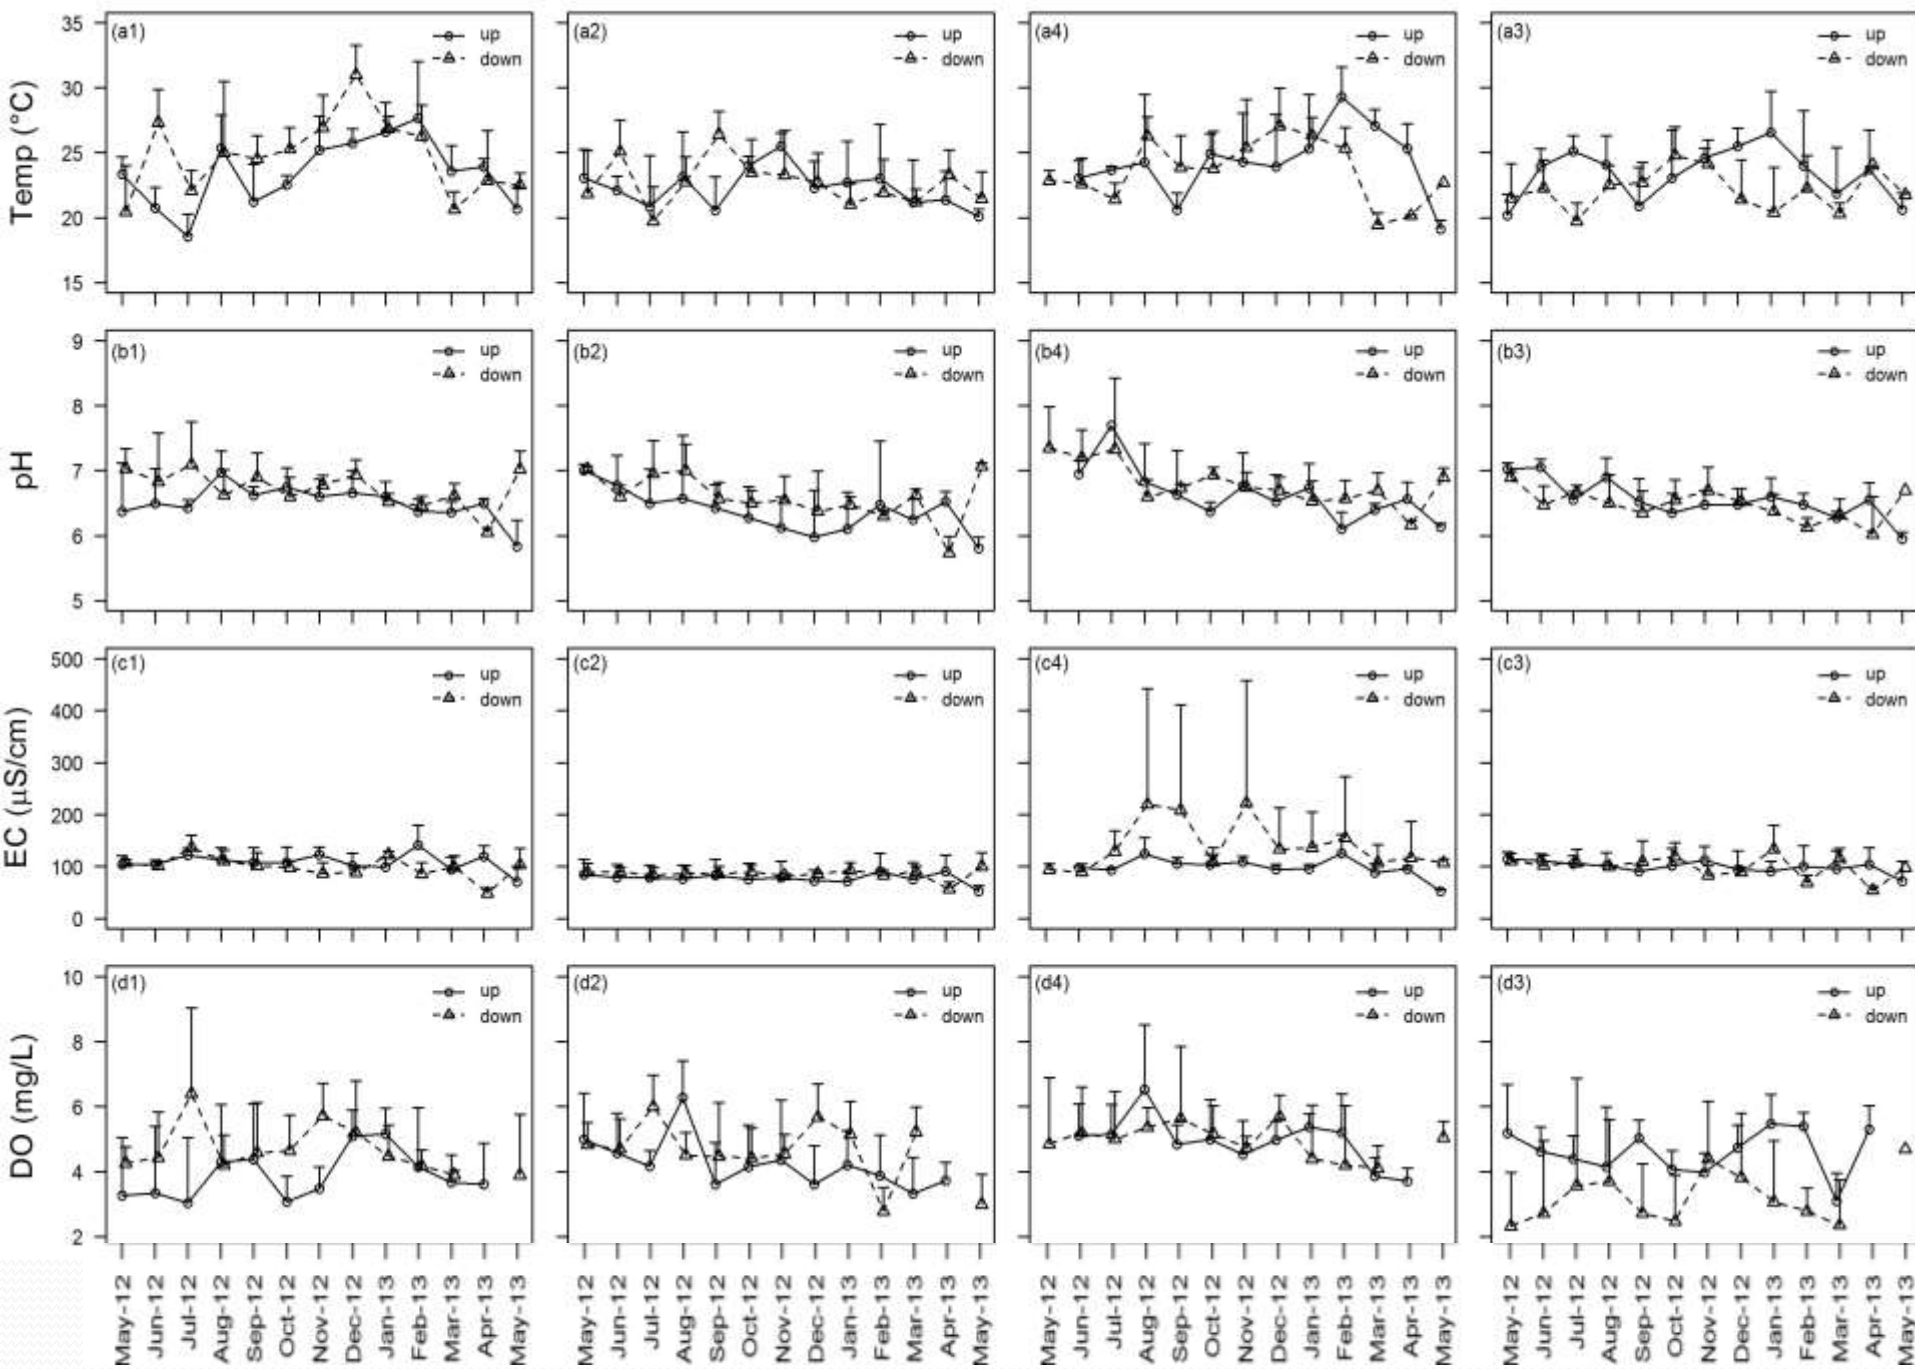 (a1) up
down
(a2) up
down
(a4) up
down
(a3) up
down
Temp (°C)
35
30
25
20
15
(b1) up
down
(b2) up
down
(b4) up
down
(b3) up
down
pH
9
8
7
6
5
(c1) up
down
(c2) up
down
(c4) up
down
(c3) up
down
EC (µS/cm)
500
400
300
200
100
0
(d1) up
down
(d2) up
down
(d4) up
down
(d3) up
down
DO (mg/L)
10
8
6
4
2
May-12 Jun-12 Jul-12 Aug-12 Sep-12 Oct-12 Nov-12 Dec-12 Jan-13 Feb-13 Mar-13 Apr-13 May-13
May-12 Jun-12 Jul-12 Aug-12 Sep-12 Oct-12 Nov-12 Dec-12 Jan-13 Feb-13 Mar-13 Apr-13 May-13
May-12 Jun-12 Jul-12 Aug-12 Sep-12 Oct-12 Nov-12 Dec-12 Jan-13 Feb-13 Mar-13 Apr-13 May-13
May-12 Jun-12 Jul-12 Aug-12 Sep-12 Oct-12 Nov-12 Dec-12 Jan-13 Feb-13 Mar-13 Apr-13 May-13